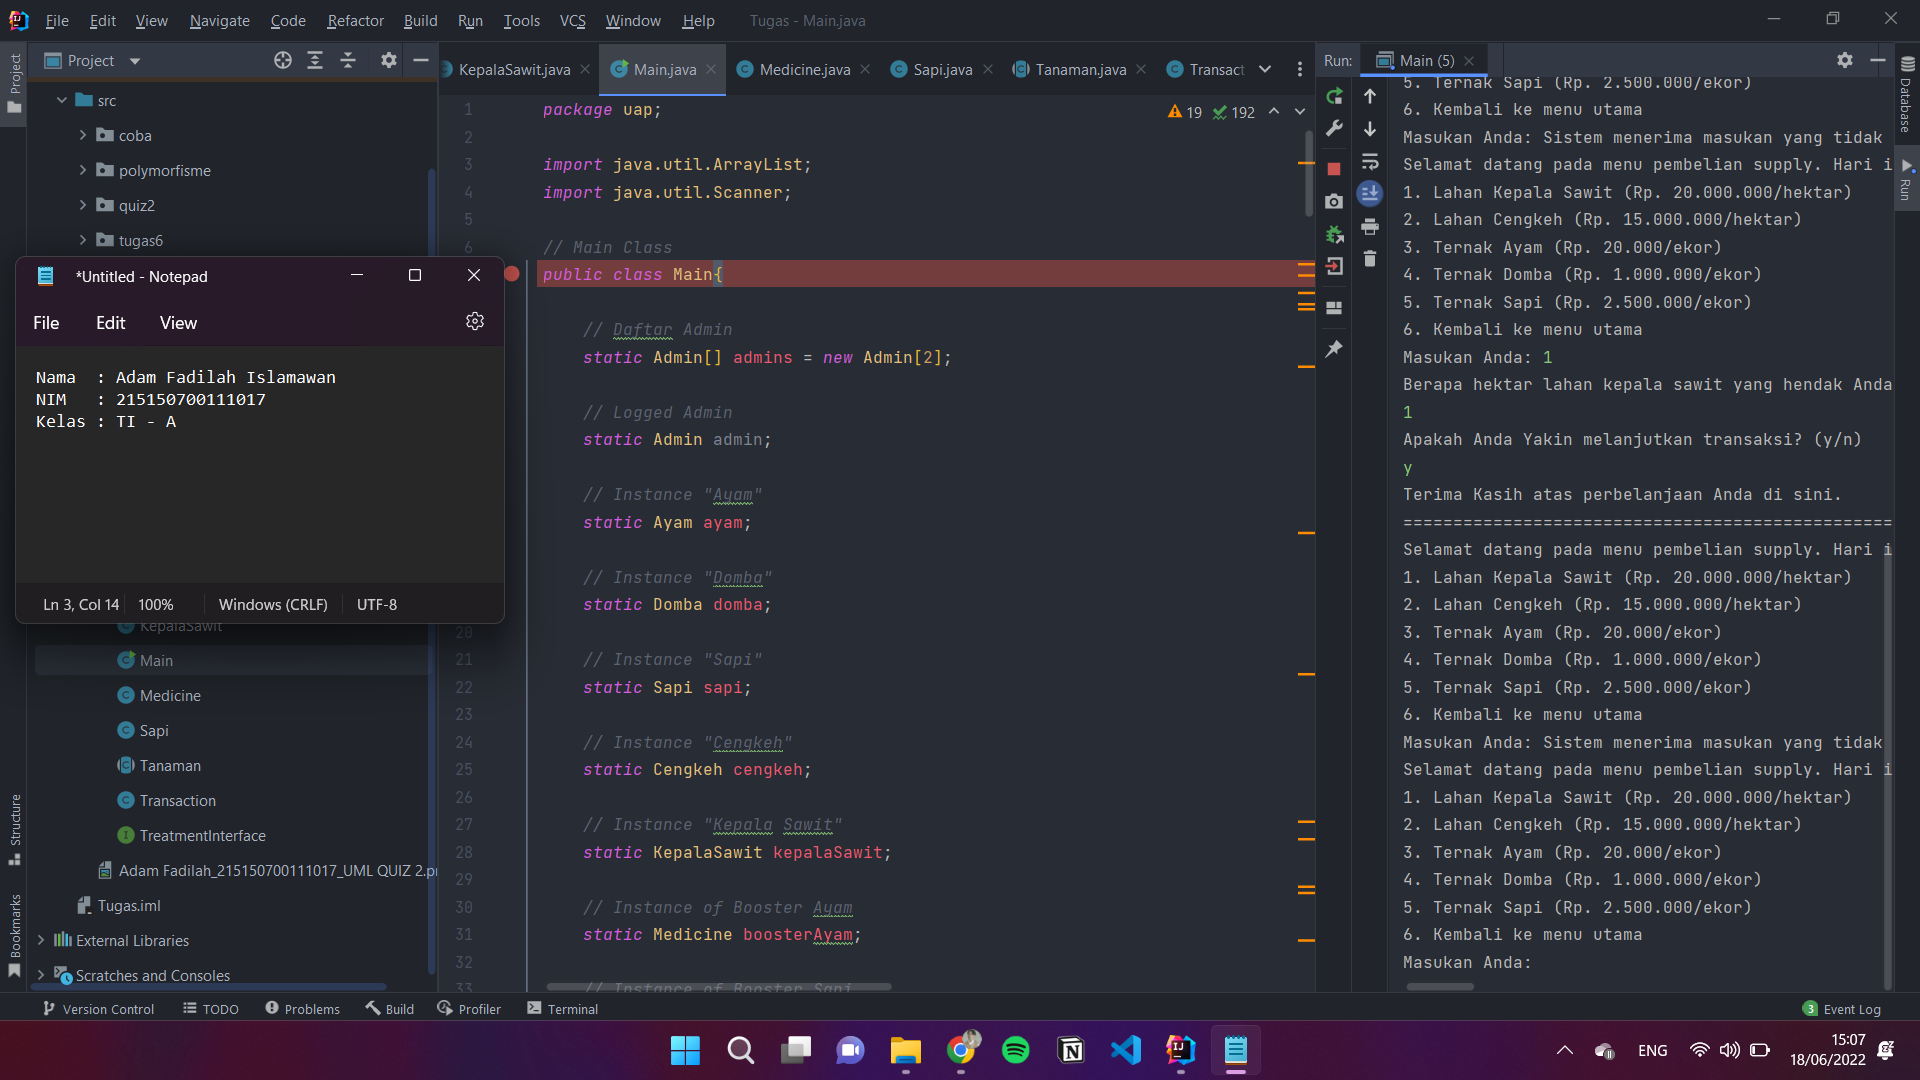 File Edit View Navigate Code Refactor Build Run Tools VCS Window Help Tugas - Main.java
Project
KepalaSawit.java Main.java Medicine.java Sapi.java Tanaman.java Transact
Run: Main (5)
Project
src
coba
polymorfisme
quiz2
tugas6
*Untitled - Notepad
File Edit View
Nama  : Adam Fadilah Islamawan
NIM   : 215150700111017
Kelas : TI - A
Ln 3, Col 14 100% Windows (CRLF) UTF-8
KepalaSawit
Main
Medicine
Sapi
Tanaman
Transaction
TreatmentInterface
Adam Fadilah_215150700111017_UML QUIZ 2.pr
Tugas.iml
External Libraries
Scratches and Consoles
Structure
Bookmarks
19 192
1 package uap;
2
3 import java.util.ArrayList;
4 import java.util.Scanner;
5
6 // Main Class
public class Main{
// Daftar Admin
static Admin[] admins = new Admin[2];
// Logged Admin
static Admin admin;
// Instance "Ayam"
static Ayam ayam;
// Instance "Domba"
static Domba domba;
20
21 // Instance "Sapi"
22 static Sapi sapi;
23
24 // Instance "Cengkeh"
25 static Cengkeh cengkeh;
26
27 // Instance "Kepala Sawit"
28 static KepalaSawit kepalaSawit;
29
30 // Instance of Booster Ayam
31 static Medicine boosterAyam;
32
33 // Instance of Booster Sapi
5. Ternak Sapi (Rp. 2.500.000/ekor)
6. Kembali ke menu utama
Masukan Anda: Sistem menerima masukan yang tidak
Selamat datang pada menu pembelian supply. Hari i
1. Lahan Kepala Sawit (Rp. 20.000.000/hektar)
2. Lahan Cengkeh (Rp. 15.000.000/hektar)
3. Ternak Ayam (Rp. 20.000/ekor)
4. Ternak Domba (Rp. 1.000.000/ekor)
5. Ternak Sapi (Rp. 2.500.000/ekor)
6. Kembali ke menu utama
Masukan Anda: 1
Berapa hektar lahan kepala sawit yang hendak Anda
1
Apakah Anda Yakin melanjutkan transaksi? (y/n)
y
Terima Kasih atas perbelanjaan Anda di sini.
=================================================
Selamat datang pada menu pembelian supply. Hari i
1. Lahan Kepala Sawit (Rp. 20.000.000/hektar)
2. Lahan Cengkeh (Rp. 15.000.000/hektar)
3. Ternak Ayam (Rp. 20.000/ekor)
4. Ternak Domba (Rp. 1.000.000/ekor)
5. Ternak Sapi (Rp. 2.500.000/ekor)
6. Kembali ke menu utama
Masukan Anda: Sistem menerima masukan yang tidak
Selamat datang pada menu pembelian supply. Hari i
1. Lahan Kepala Sawit (Rp. 20.000.000/hektar)
2. Lahan Cengkeh (Rp. 15.000.000/hektar)
3. Ternak Ayam (Rp. 20.000/ekor)
4. Ternak Domba (Rp. 1.000.000/ekor)
5. Ternak Sapi (Rp. 2.500.000/ekor)
6. Kembali ke menu utama
Masukan Anda:
Database
Run
Version Control TODO Problems Build Profiler Terminal
3 Event Log
ENG
15:07
18/06/2022